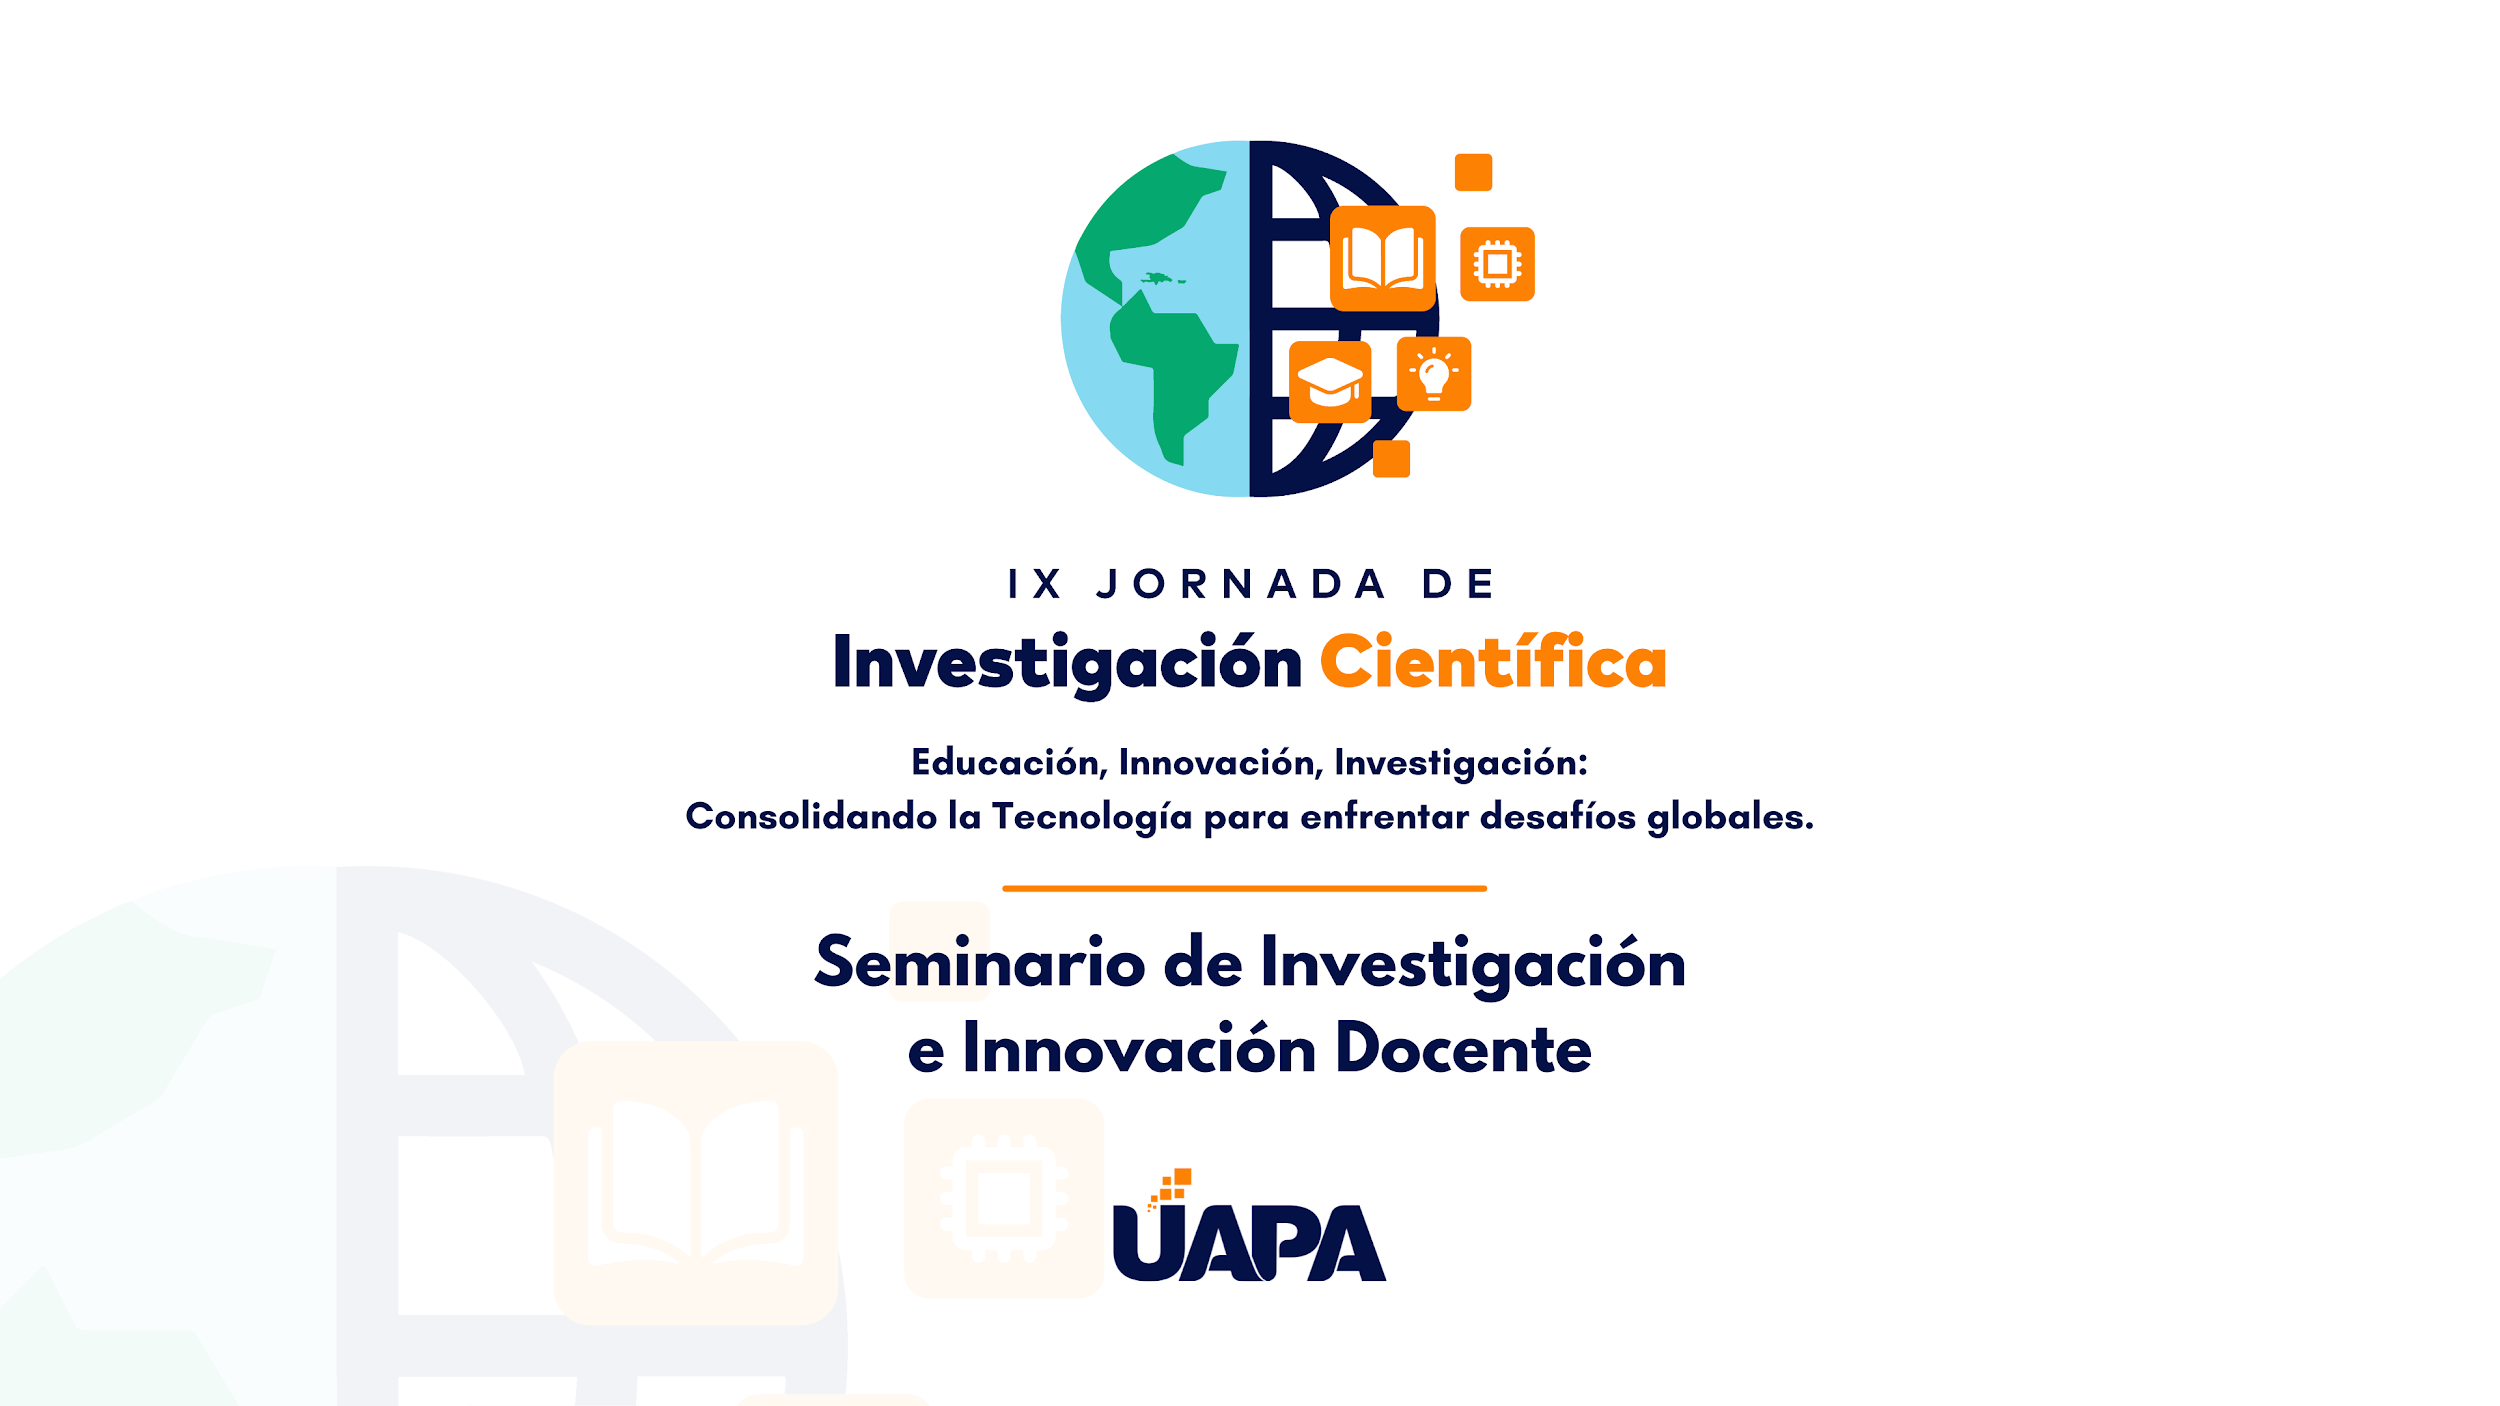 IX JORNADA DE
Investigación Científica
Educación, Innovación, Investigación:
Consolidando la Tecnología para enfrentar desafíos globales.
Seminario de Investigación
e Innovación Docente
UAPA